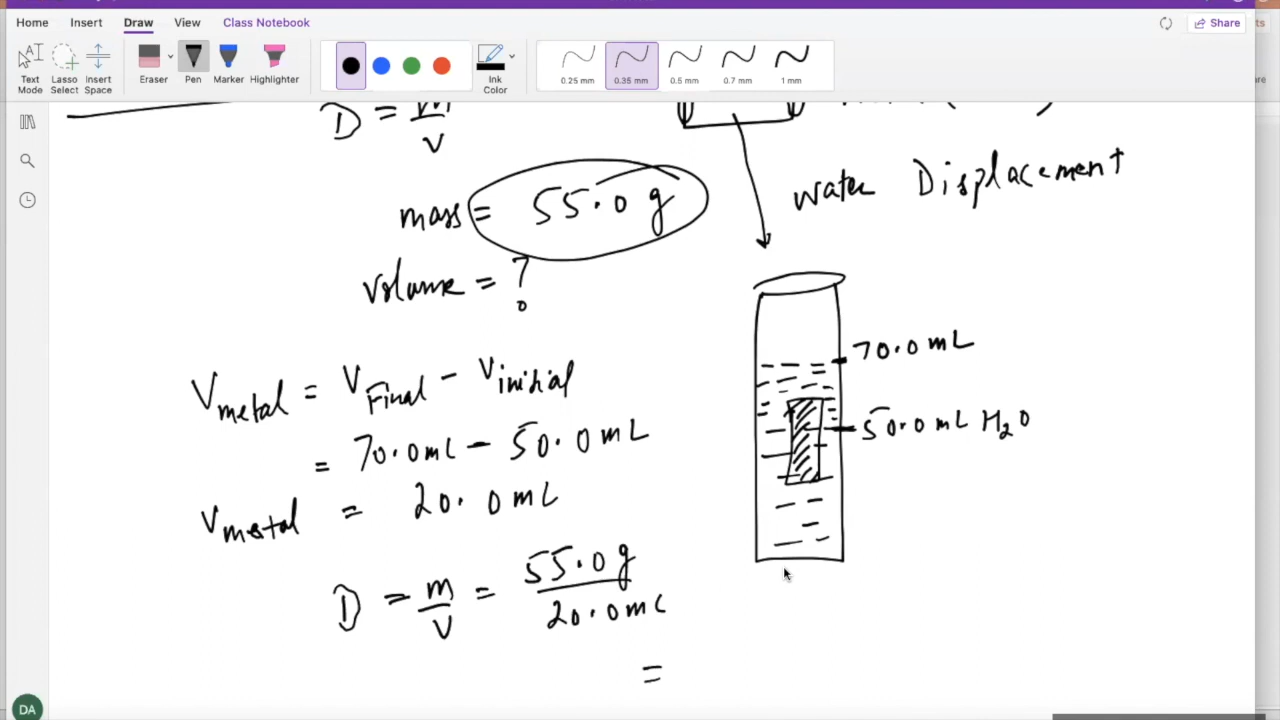 Home Insert Draw View Class Notebook Share
Text Mode Lasso Select Insert Space Eraser Pen Marker Highlighter Ink Color 0.25 mm 0.35 mm 0.5 mm 0.7 mm 1 mm
D = m/V
water Displacement
mass = 55.0 g
volume = ?
70.0 mL
V metal = V Final - V initial
50.0 mL H2O
= 70.0 mL - 50.0 mL
V metal = 20.0 mL
D = m/V = 55.0 g / 20.0 mL
=
DA